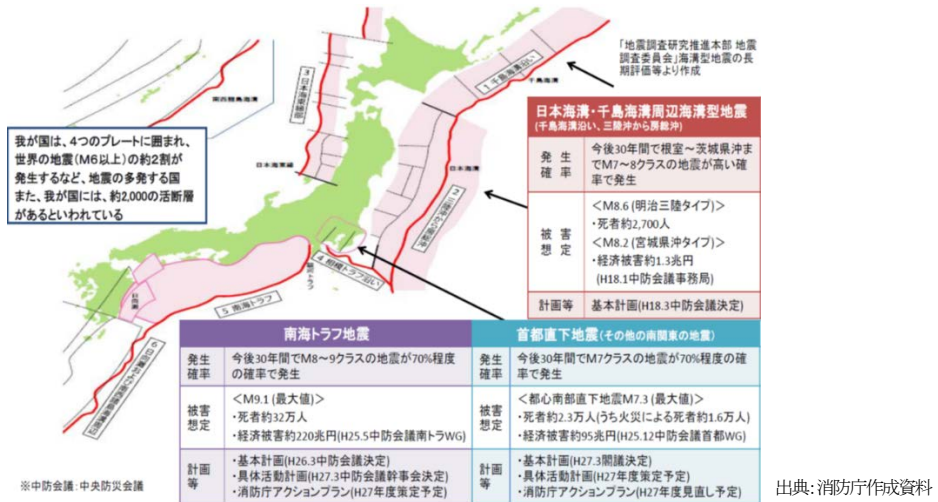 「地震調査研究推進本部 地震
調査委員会」海溝型地震の長
期評価等より作成
南西諸島海溝
3 日本海東縁部
日本海東縁
1 千島海溝沿い
千島海溝
日本海溝
2 三陸沖から房総沖
4 相模トラフ沿い
相模トラフ
5 南海トラフ
日向灘
我が国は、4つのプレートに囲まれ、
世界の地震(M6以上)の約2割が
発生するなど、地震の多発する国
また、我が国には、約2,000の活断層
があるといわれている
日本海溝・千島海溝周辺海溝型地震
(千島海溝沿い、三陸沖から房総沖)
発生
確率
今後30年間で根室～茨城県沖ま
でM7～8クラスの地震が高い確
率で発生
被害
想定
＜M8.6 (明治三陸タイプ)＞
・死者約2,700人
＜M8.2 (宮城県沖タイプ)＞
・経済被害約1.3兆円
(H18.1中防会議事務局)
計画等
基本計画(H18.3中防会議決定)
南海トラフ地震
発生
確率
今後30年間でM8～9クラスの地震が70%程度
の確率で発生
被害
想定
＜M9.1 (最大値)＞
・死者約32万人
・経済被害約220兆円(H25.5中防会議南トラWG)
計画
等
・基本計画(H26.3中防会議決定)
・具体活動計画(H27.3中防会議幹事会決定)
・消防庁アクションプラン(H27年度策定予定)
首都直下地震(その他の南関東の地震)
発生
確率
今後30年間でM7クラスの地震が70%程度の確
率で発生
被害
想定
＜都心南部直下地震M7.3 (最大値)＞
・死者約2.3万人(うち火災による死者約1.6万人)
・経済被害約95兆円(H25.12中防会議首都WG)
計画
等
・基本計画(H27.3閣議決定)
・具体活動計画(H27年度策定予定)
・消防庁アクションプラン(H27年度見直し予定)
※中防会議:中央防災会議
出典:消防庁作成資料